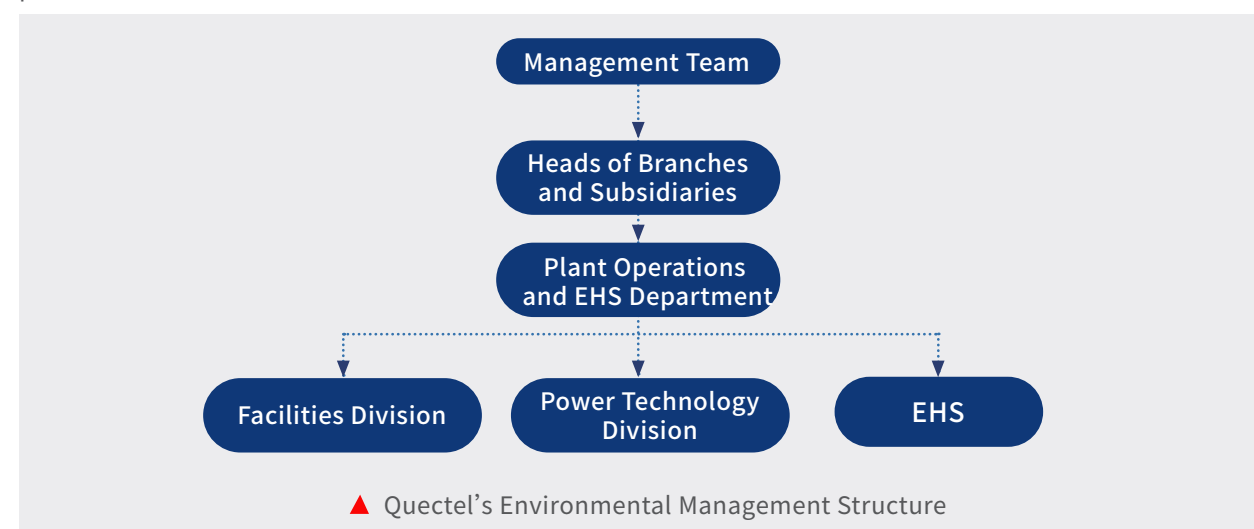 Management Team
Heads of Branches
and Subsidiaries
Plant Operations
and EHS Department
Facilities Division
Power Technology
Division
EHS
▲ Quectel’s Environmental Management Structure